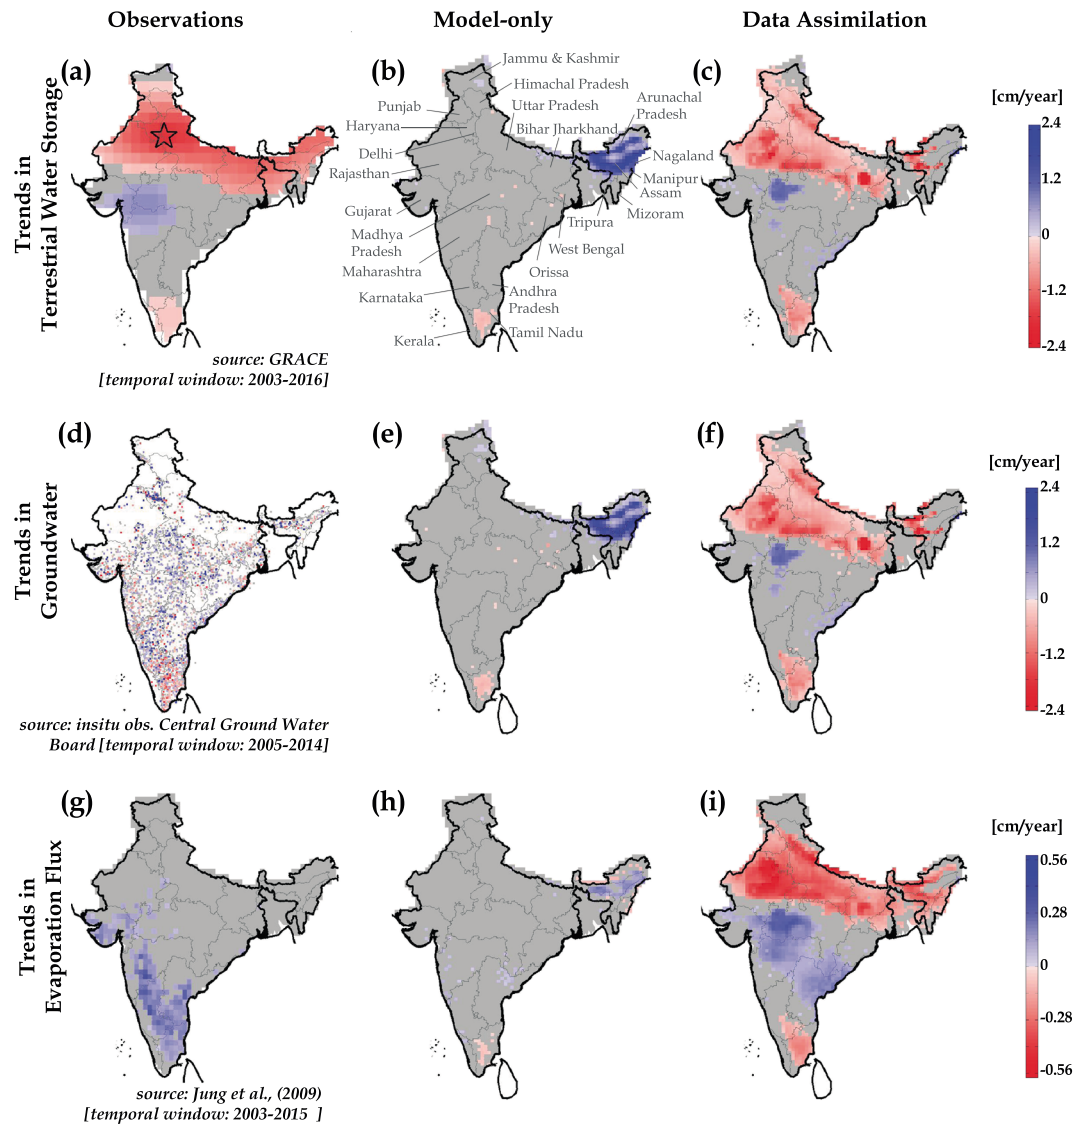 Observations
Model-only
Data Assimilation
Trends in
Terrestrial Water Storage
(a)
source: GRACE
[temporal window: 2003-2016]
(b)
Jammu & Kashmir
Himachal Pradesh
Punjab
Uttar Pradesh
Arunachal
Pradesh
Haryana
Bihar Jharkhand
Delhi
Nagaland
Rajasthan
Manipur
Assam
Gujarat
Mizoram
Tripura
Madhya
Pradesh
West Bengal
Maharashtra
Orissa
Karnataka
Andhra
Pradesh
Tamil Nadu
Kerala
(c)
[cm/year]
2.4
1.2
0
-1.2
-2.4
Trends in
Groundwater
(d)
source: insitu obs. Central Ground Water
Board [temporal window: 2005-2014]
(e)
(f)
[cm/year]
2.4
1.2
0
-1.2
-2.4
Trends in
Evaporation Flux
(g)
source: Jung et al., (2009)
[temporal window: 2003-2015 ]
(h)
(i)
[cm/year]
0.56
0.28
0
-0.28
-0.56